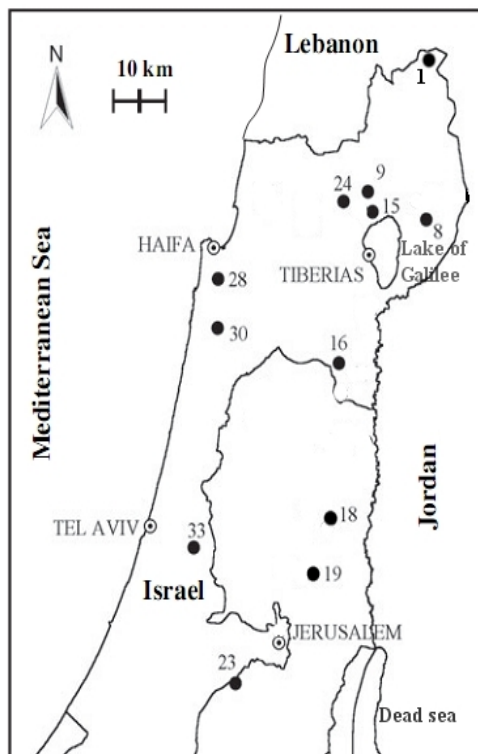 Lebanon
N
10 km
1
9
24
15
8
HAIFA
Lake of
Galilee
TIBERIAS
28
30
16
Mediterranean Sea
Jordan
18
TEL AVIV
33
19
Israel
JERUSALEM
23
Dead sea